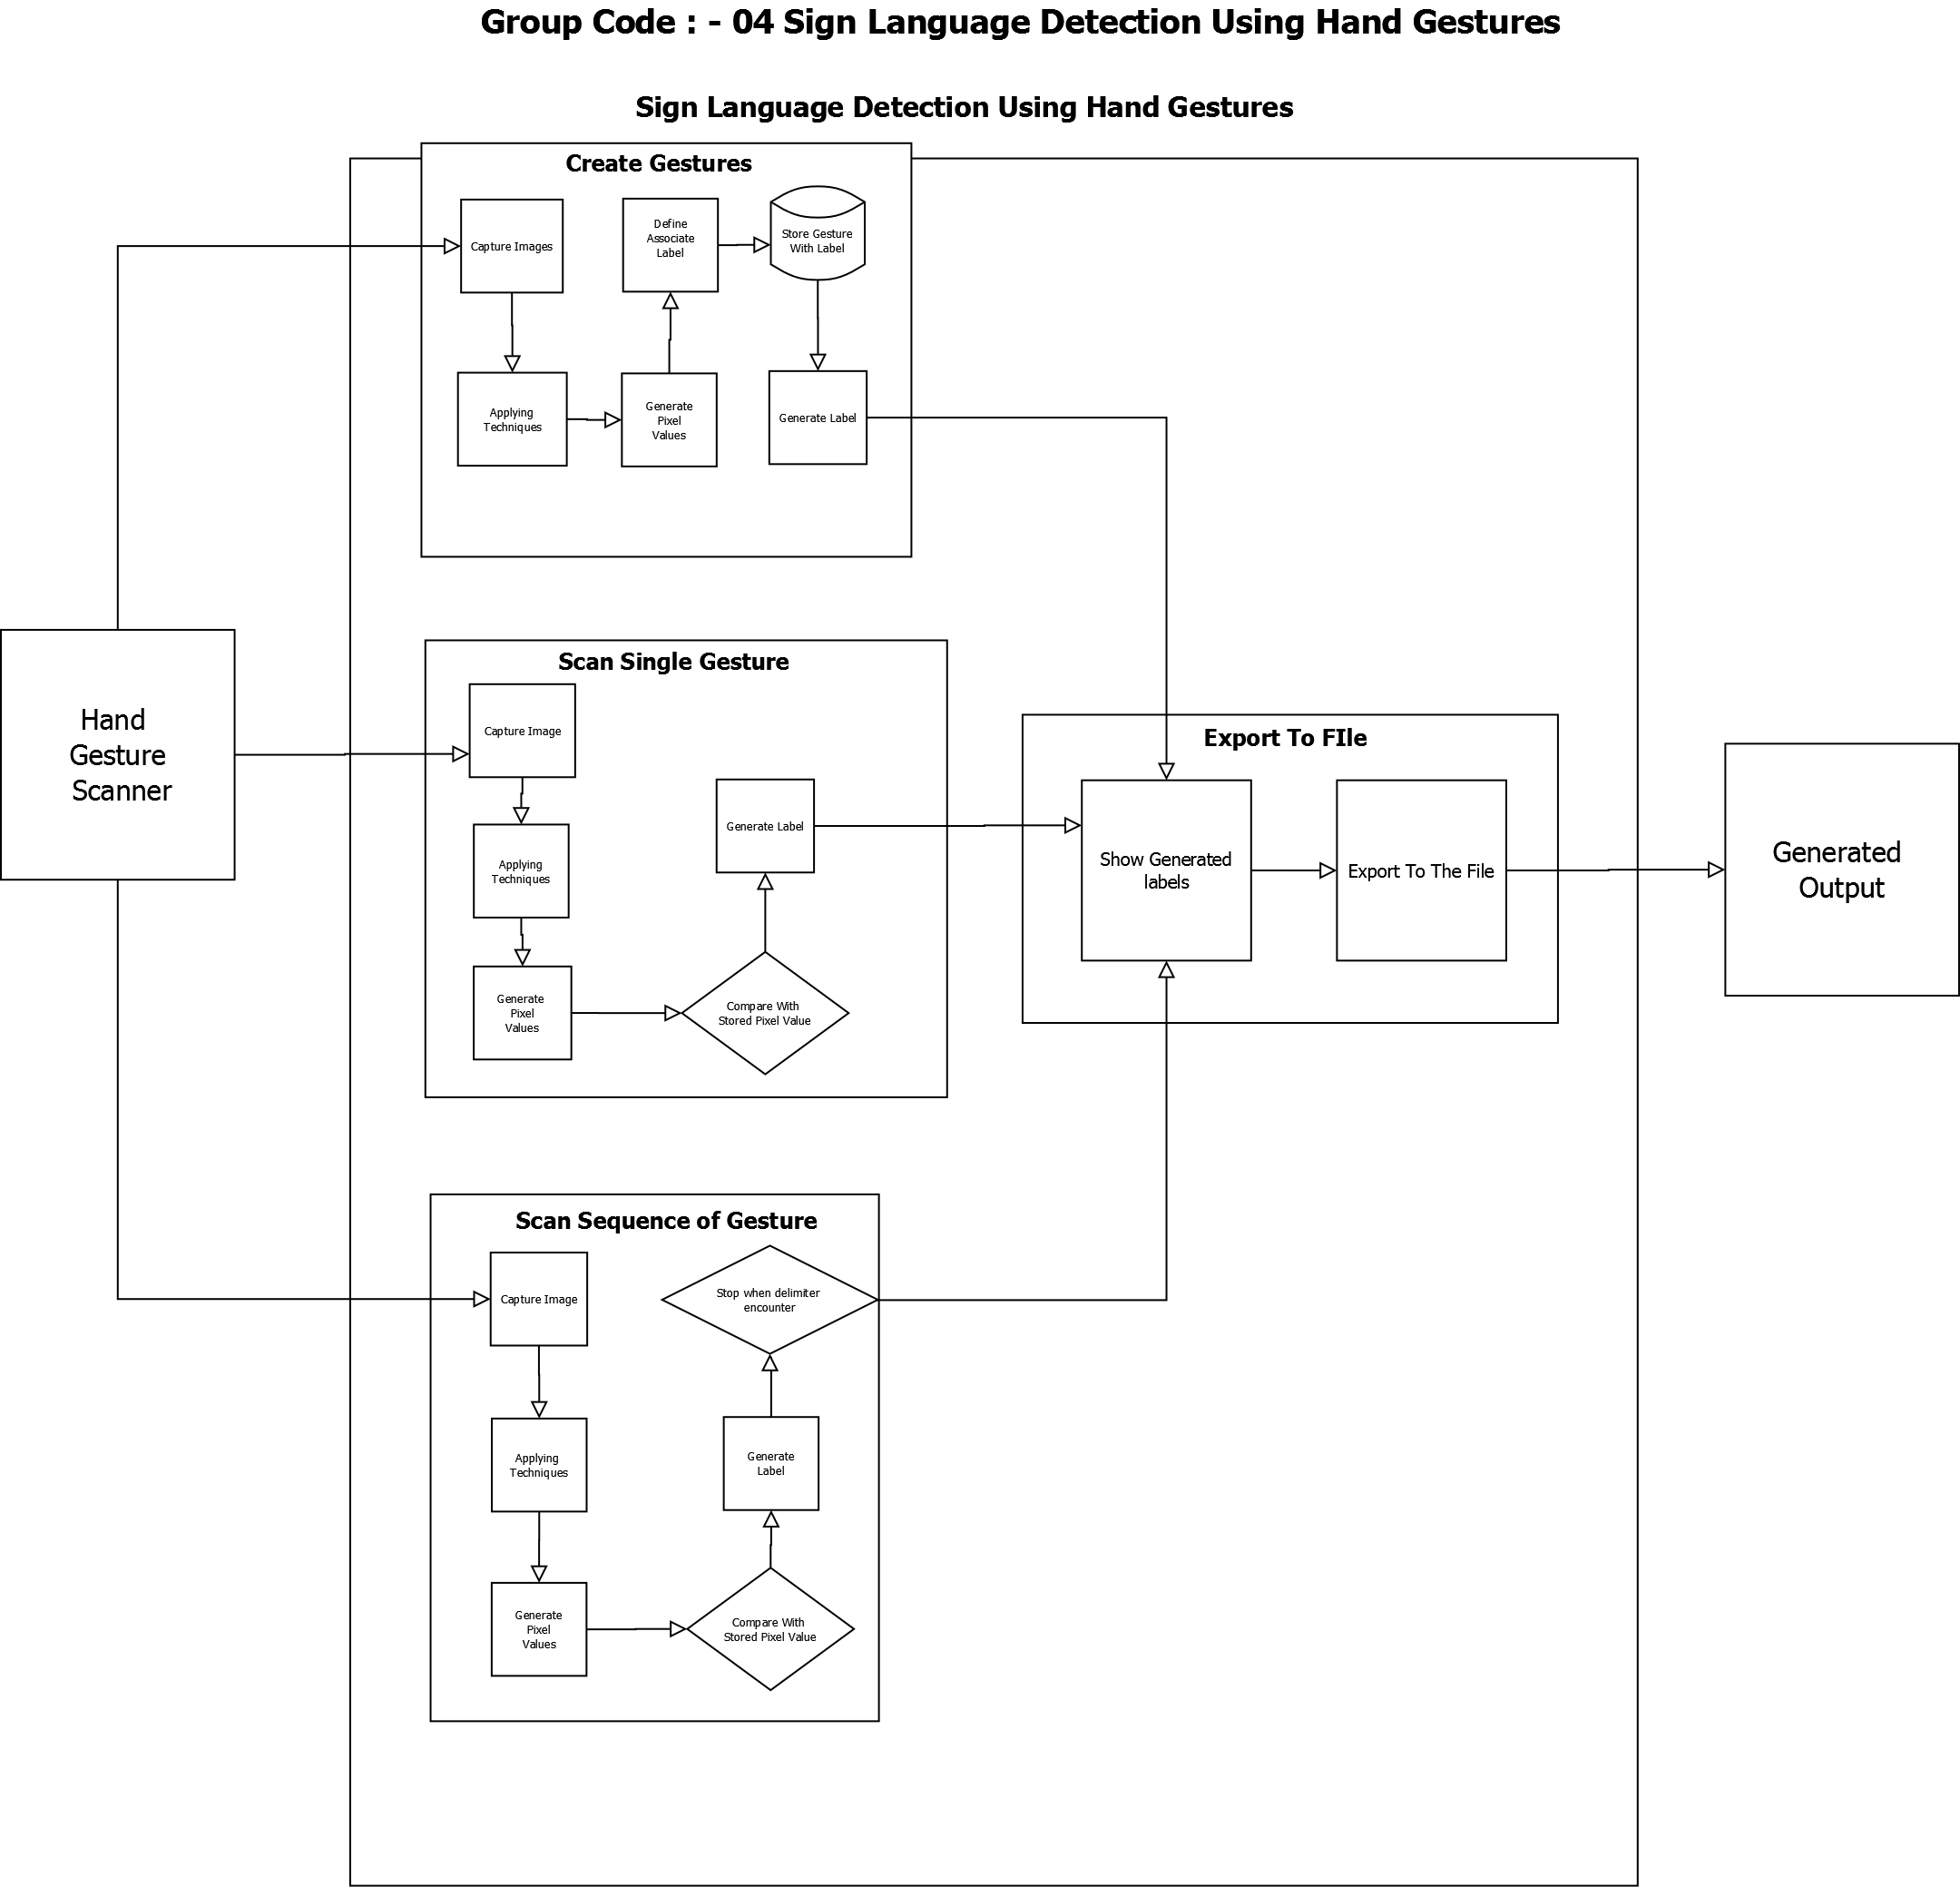 Group Code : - 04 Sign Language Detection Using Hand Gestures
Sign Language Detection Using Hand Gestures
Create Gestures
Capture Images
Applying
Techniques
Generate
Pixel
Values
Define
Associate
Label
Store Gesture
With Label
Generate Label
Hand
Gesture
Scanner
Scan Single Gesture
Capture Image
Applying
Techniques
Generate
Pixel
Values
Compare With
Stored Pixel Value
Generate Label
Export To FIle
Show Generated
labels
Export To The File
Generated
Output
Scan Sequence of Gesture
Capture Image
Applying
Techniques
Generate
Pixel
Values
Compare With
Stored Pixel Value
Generate
Label
Stop when delimiter
encounter